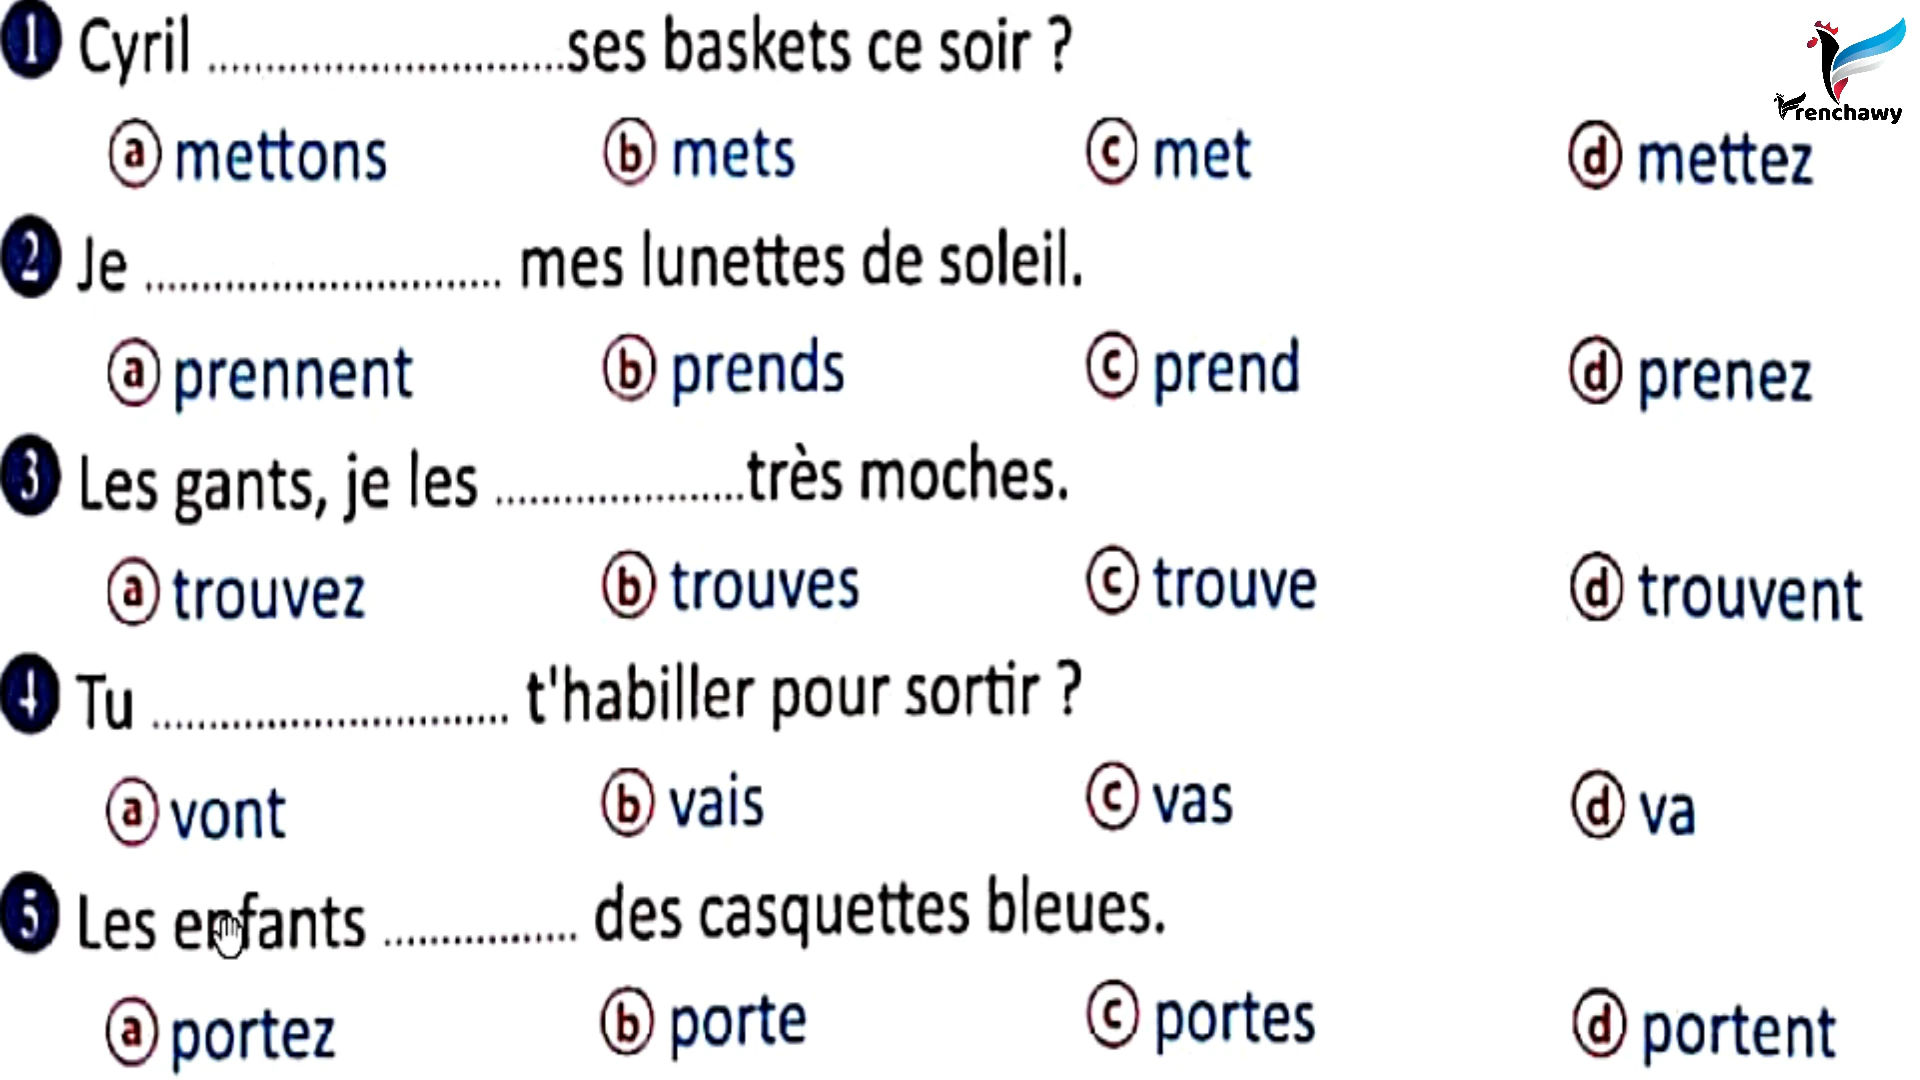 1 Cyril ................................ses baskets ce soir ?
a mettons b mets c met d mettez
2 Je ................................ mes lunettes de soleil.
a prennent b prends c prend d prenez
3 Les gants, je les ......................très moches.
a trouvez b trouves c trouve d trouvent
4 Tu ................................ t'habiller pour sortir ?
a vont b vais c vas d va
5 Les enfants ................. des casquettes bleues.
a portez b porte c portes d portent
Frenchawy